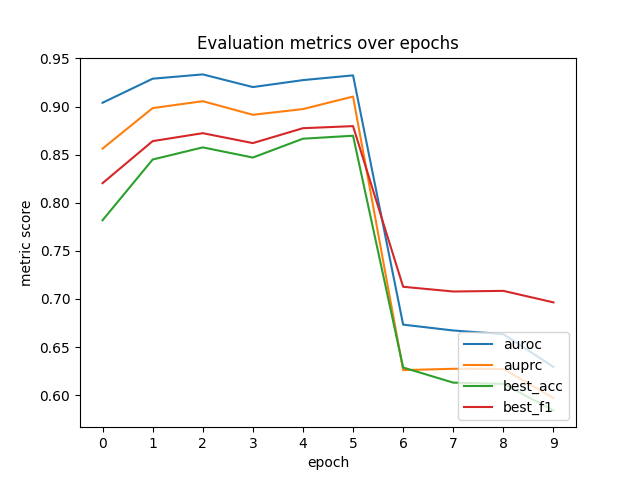 Evaluation metrics over epochs
metric score
0.95
0.90
0.85
0.80
0.75
0.70
0.65
0.60
auroc
auprc
best_acc
best_f1
0 1 2 3 4 5 6 7 8 9
epoch